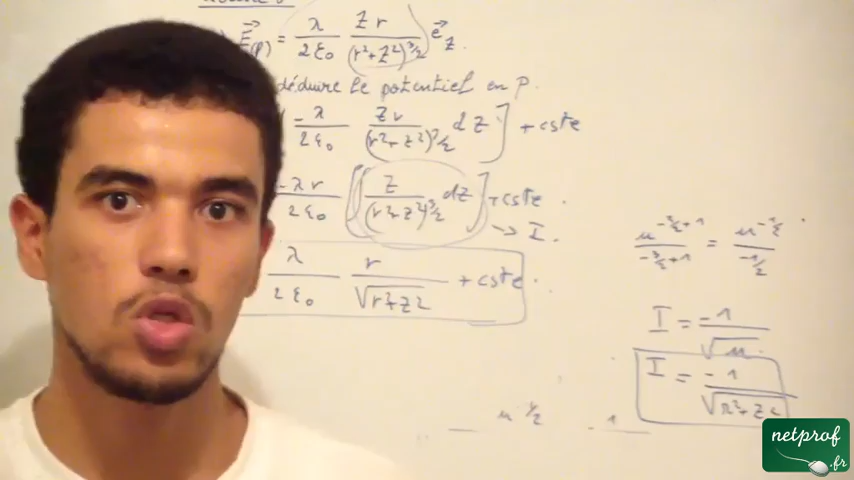 E⃗(P) = λ/2ε₀ Zr/(r²+Z²)^3/2 e⃗z.
déduire le potentiel en P.
-λ/2ε₀ Zr/(r²+z²)^3/2 dZ] + cste
-λr/2ε₀ [∫ Z/(r²+z²)^3/2 dz] + cste.
→ I.
λ/2ε₀ r/√r²+z² + cste.
u^-3/2+1/-3/2+1 = u^-1/2/-1/2
I = -1/√u.
I = -1/√r²+z²
u^1/2
netprof
.fr